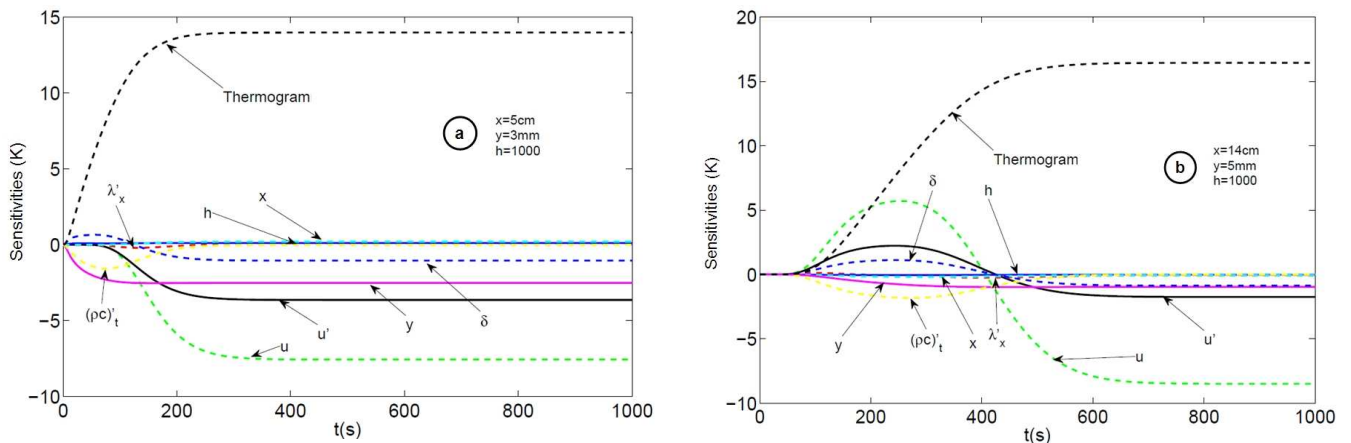 15
10
5
0
−5
−10
Sensitivities (K)
0
200
400
600
800
1000
t(s)
Thermogram
a
x=5cm
y=3mm
h=1000
λ'x
h
x
(ρc)'t
u
u'
y
δ
20
15
10
5
0
−5
−10
Sensitivities (K)
0
200
400
600
800
1000
t(s)
Thermogram
b
x=14cm
y=5mm
h=1000
δ
h
y
(ρc)'t
x
λ'x
u
u'